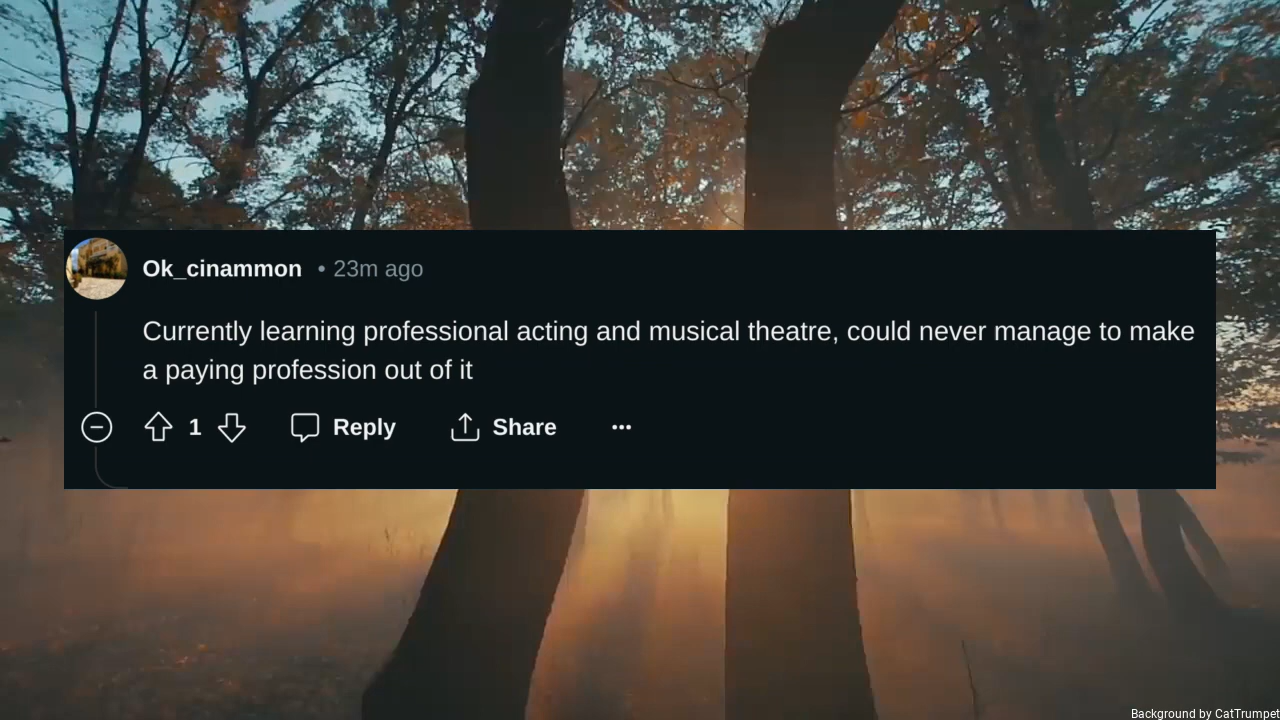 Ok_cinammon • 23m ago
Currently learning professional acting and musical theatre, could never manage to make
a paying profession out of it
1 Reply Share
Background by CatTrumpet